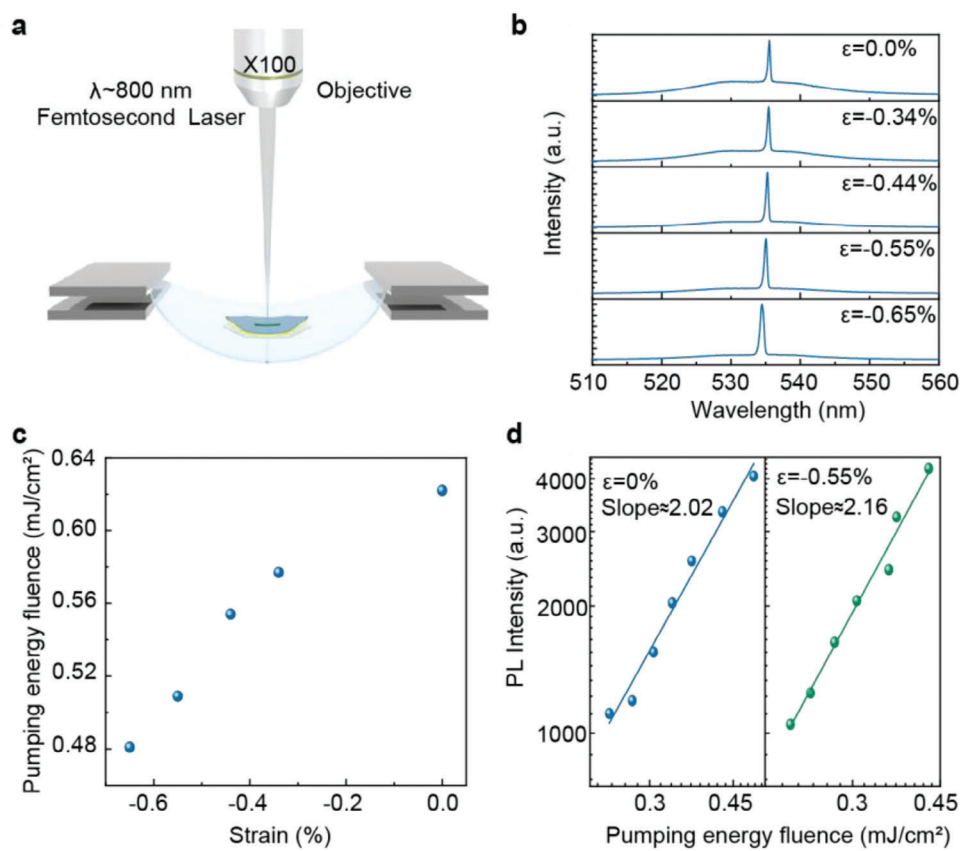 a
X100
λ~800 nm
Femtosecond Laser
Objective
b
ε=0.0%
ε=-0.34%
ε=-0.44%
ε=-0.55%
ε=-0.65%
Intensity (a.u.)
510 520 530 540 550 560
Wavelength (nm)
c
Pumping energy fluence (mJ/cm²)
0.64
0.60
0.56
0.52
0.48
-0.6 -0.4 -0.2 0.0
Strain (%)
d
PL Intensity (a.u.)
4000
3000
2000
1000
ε=0%
Slope≈2.02
ε=-0.55%
Slope≈2.16
0.3 0.45 0.3 0.45
Pumping energy fluence (mJ/cm²)